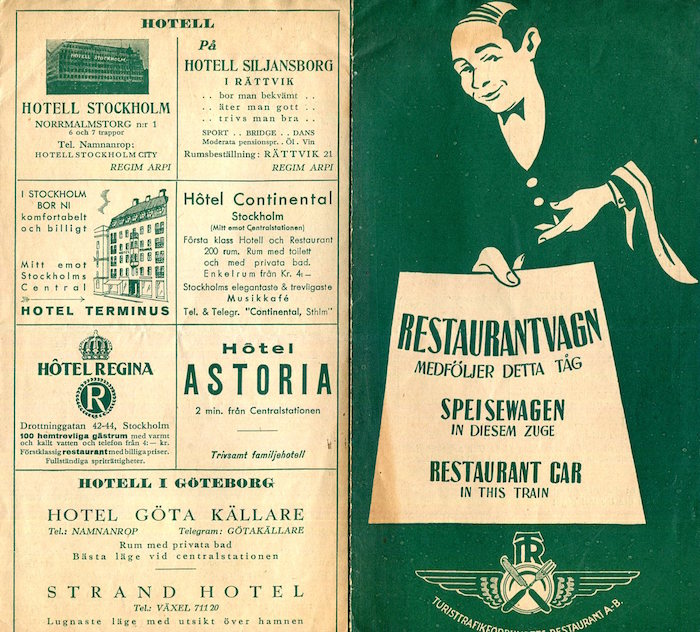 HOTELL
HOTELL STOCKHOLM
HOTELL STOCKHOLM
NORRMALMSTORG n:r 1
6 och 7 trappor
Tel. Namnanrop:
HOTELL STOCKHOLM CITY
REGIM ARPI
På
HOTELL SILJANSBORG
I RÄTTVIK
.. bor man bekvämt ..
.. äter man gott ..
.. trivs man bra ..
SPORT .. BRIDGE .. DANS
Moderata pensionspr.. Öl . Vin
Rumsbeställning: RÄTTVIK 21
REGIM ARPI
I STOCKHOLM
BOR NI
komfortabelt
och billigt
Mitt emot
Stockholms
Central
HOTEL TERMINUS
Hôtel Continental
Stockholm
(Mitt emot Centralstationen)
Första klass Hotell och Restaurant
200 rum. Rum med toilett
och med privata bad.
Enkelrum från Kr. 4:—
Stockholms elegantaste & trevligaste
Musikkafé
Tel. & Telegr. "Continental, Sthlm"
HÔTEL REGINA
R
Drottninggatan 42-44, Stockholm
100 hemtrevliga gästrum med varmt
och kallt vatten och telefon från 4:— kr.
Förstklassig restaurant med billiga priser.
Fullständiga spriträttigheter.
Hôtel
ASTORIA
2 min. från Centralstationen
Trivsamt familjehotell
HOTELL I GÖTEBORG
HOTEL GÖTA KÄLLARE
Tel.: NAMNANROP Telegram: GÖTAKÄLLARE
Rum med privata bad
Bästa läge vid centralstationen
STRAND HOTEL
Tel.: VÄXEL 711 20
Lugnaste läge med utsikt över hamnen
RESTAURANTVAGN
MEDFÖLJER DETTA TÅG
SPEISEWAGEN
IN DIESEM ZUGE
RESTAURANT CAR
IN THIS TRAIN
TR
RESTAURANT A.-B.